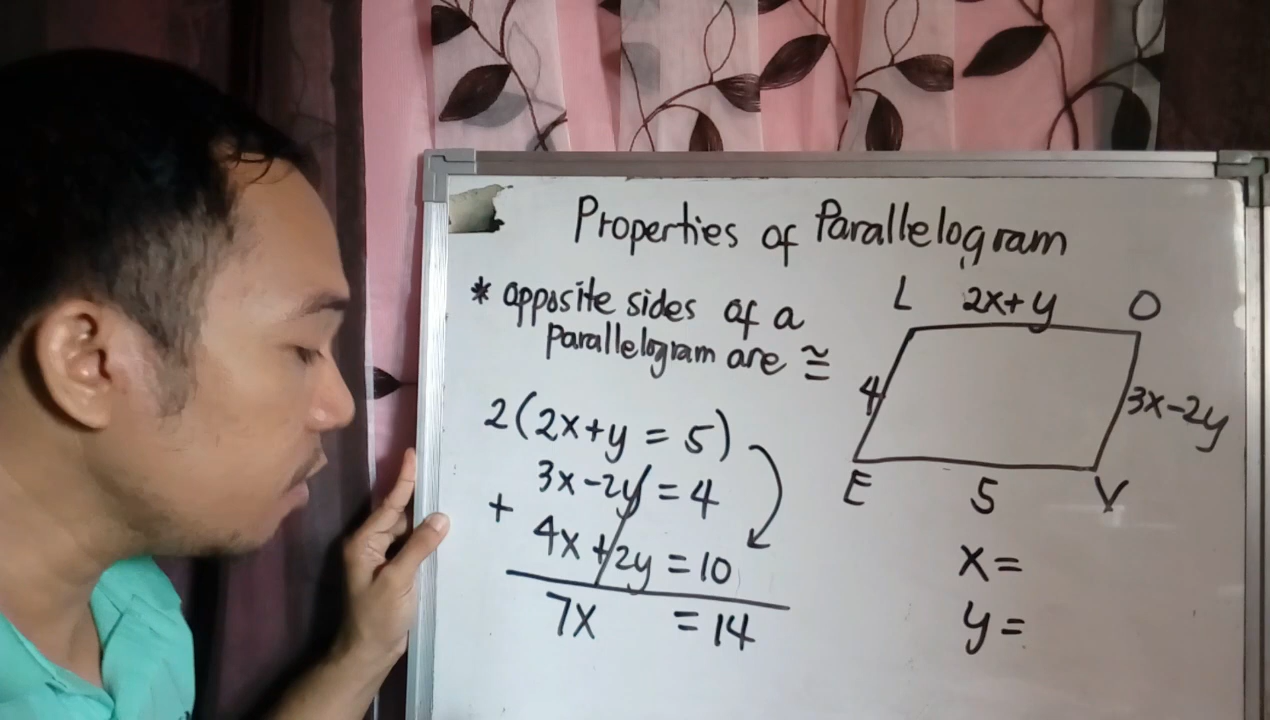 Properties of Parallelogram
* opposite sides of a
parallelogram are ≅
2(2x+y = 5)
3x-2y = 4
+ 4x+2y = 10
7x = 14
L 2x+y O
4 3x-2y
E 5 V
x=
y=